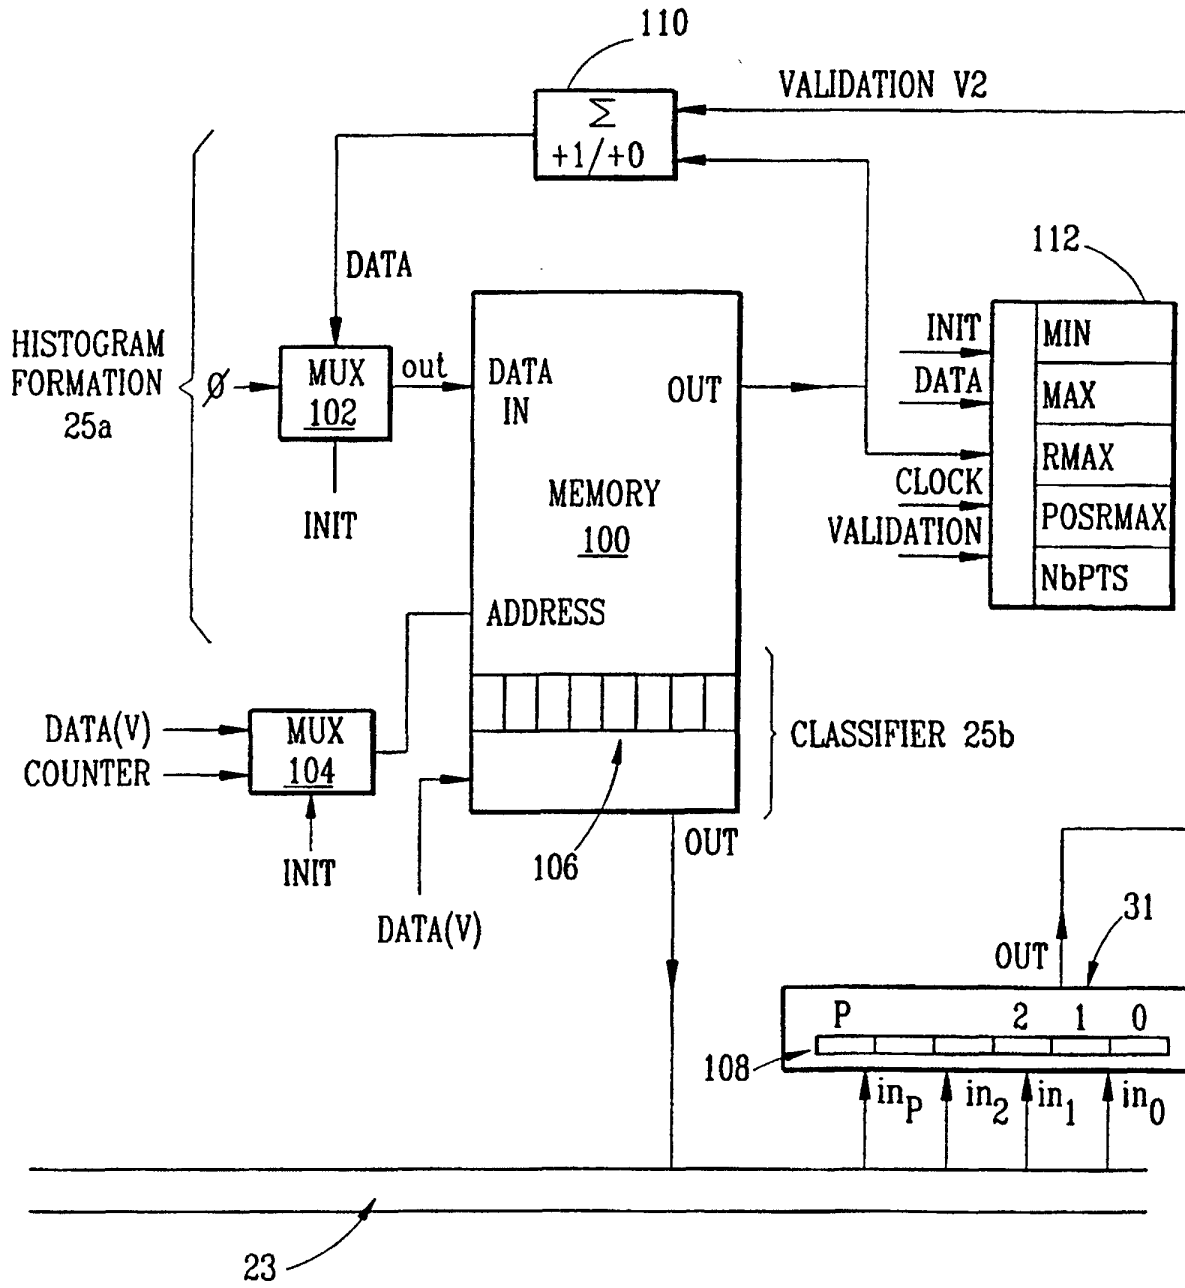 110
VALIDATION V2
Σ
+1/+0
112
DATA
HISTOGRAM
FORMATION
25a
Ø
MUX
102
out
INIT
DATA
IN
OUT
MEMORY
100
ADDRESS
INIT
DATA
CLOCK
VALIDATION
MIN
MAX
RMAX
POSRMAX
NbPTS
DATA(V)
COUNTER
MUX
104
INIT
CLASSIFIER 25b
106
OUT
DATA(V)
31
OUT
P 2 1 0
108
inP in2 in1 in0
23